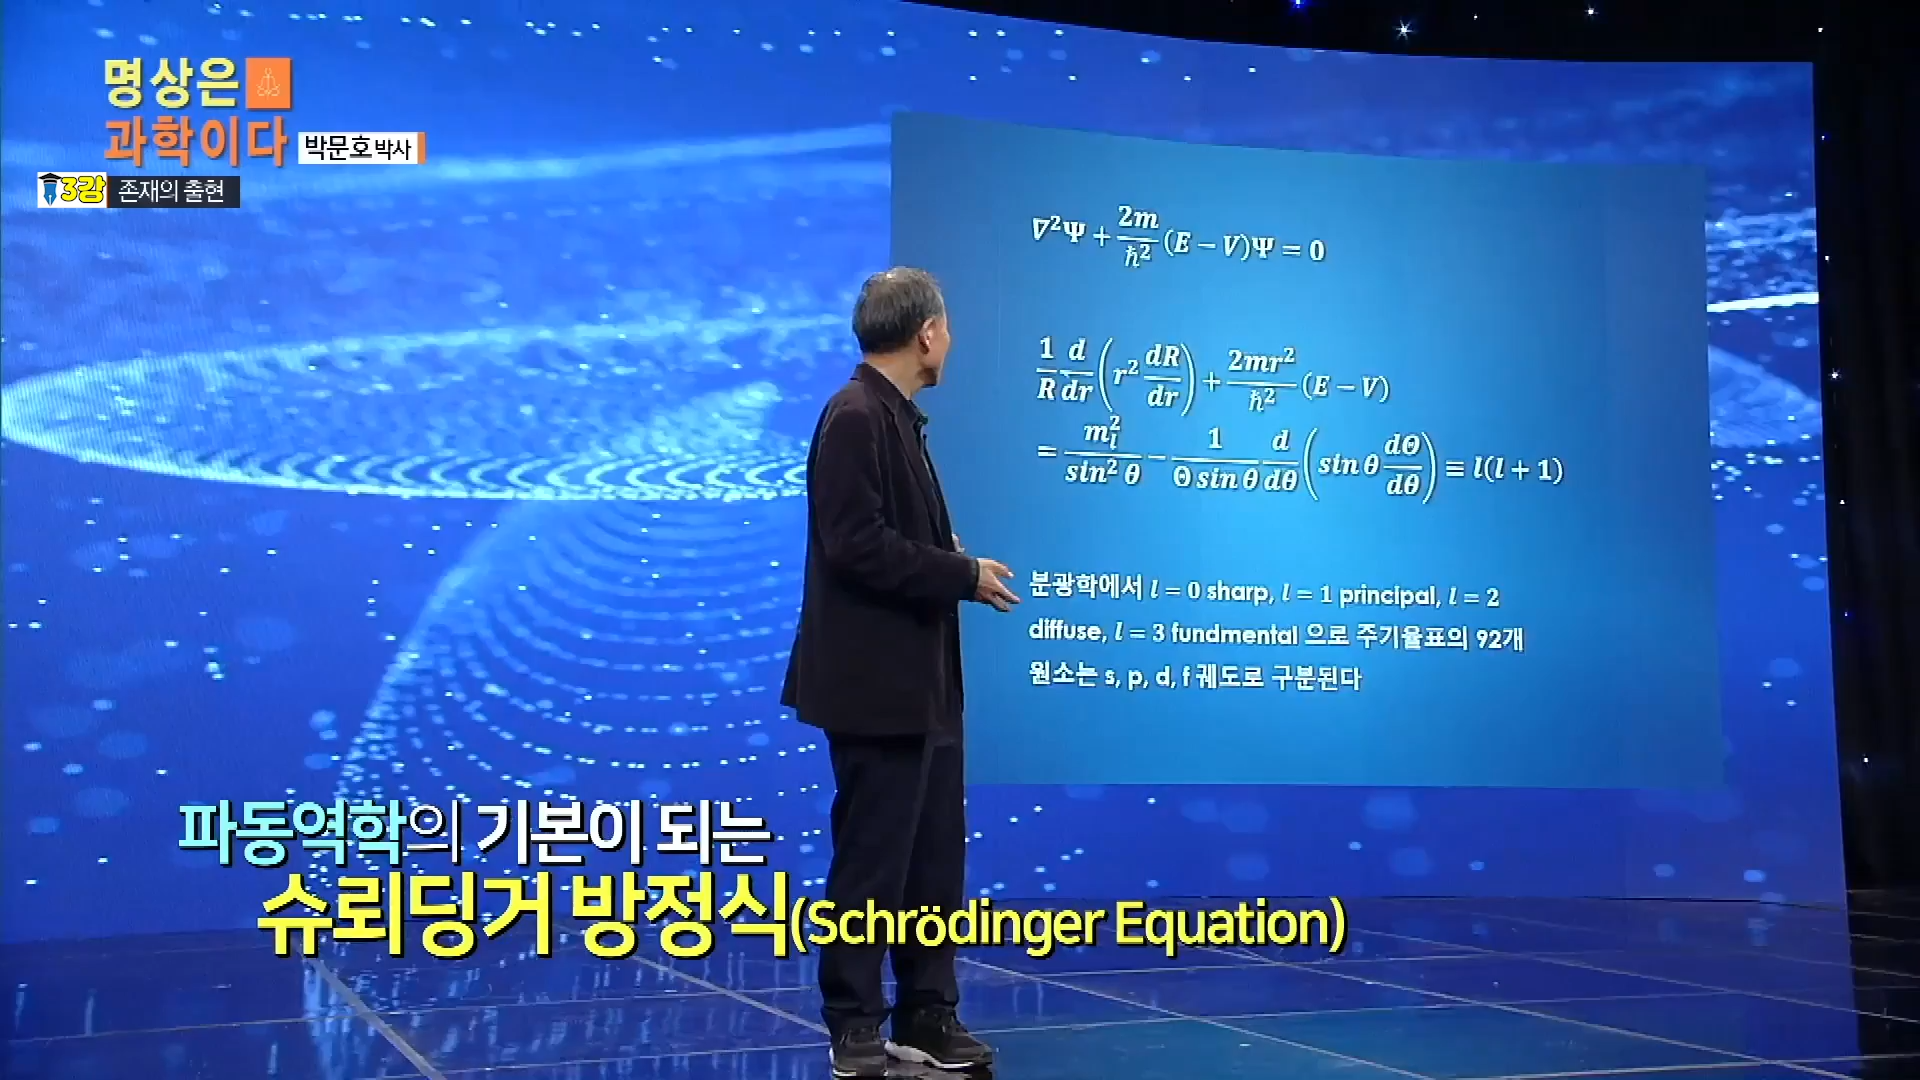 명상은
과학이다 박문호 박사
3강 존재의 출현
∇²Ψ + 2m/ℏ² (E − V)Ψ = 0
1/R d/dr (r² dR/dr) + 2mr²/ℏ² (E − V)
= m_l²/sin² θ − 1/(Θ sin θ) d/dθ (sin θ dΘ/dθ) ≡ l(l + 1)
분광학에서 l = 0 sharp, l = 1 principal, l = 2
diffuse, l = 3 fundmental 으로 주기율표의 92개
원소는 s, p, d, f 궤도로 구분된다
파동역학의 기본이 되는
슈뢰딩거 방정식(Schrödinger Equation)